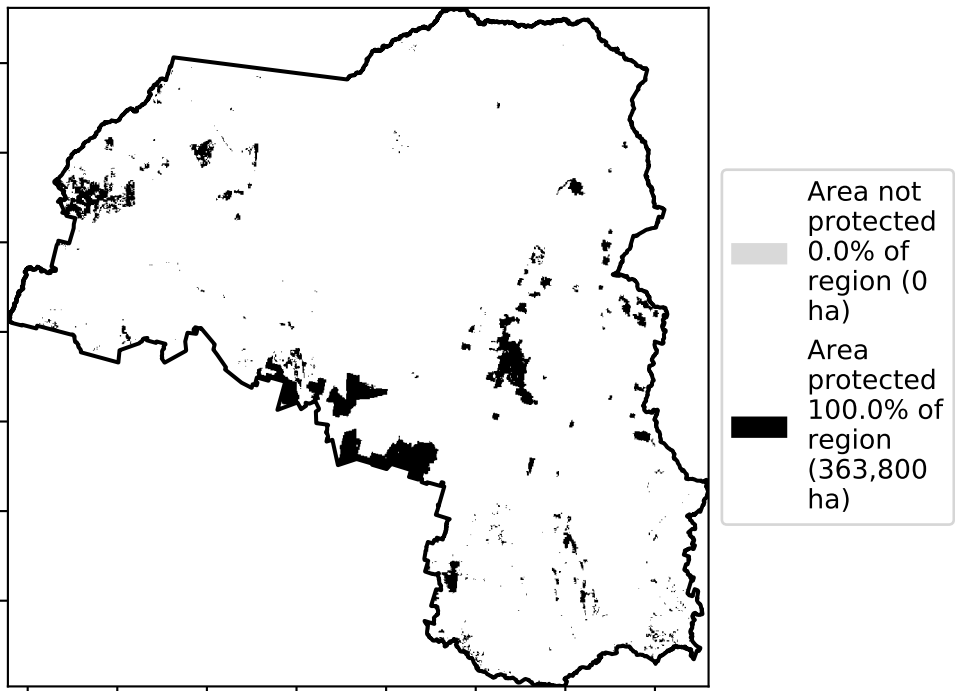 Area not
protected
0.0% of
region (0
ha)
Area
protected
100.0% of
region
(363,800
ha)